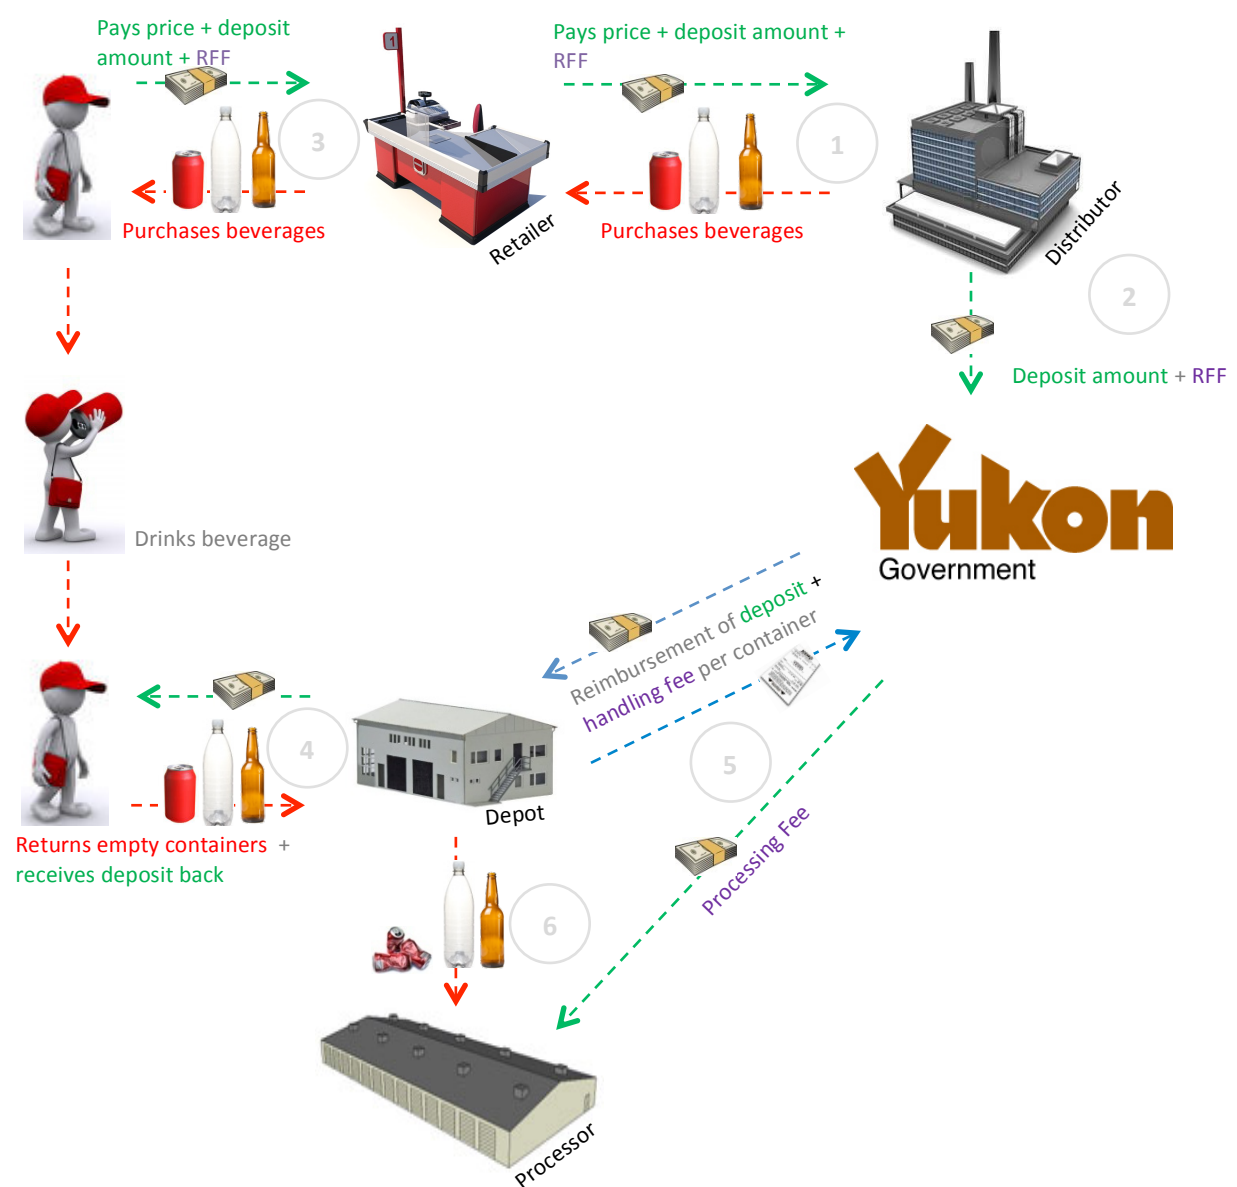 Pays price + deposit
amount + RFF
1
3
Purchases beverages
Retailer
Pays price + deposit amount +
RFF
1
Purchases beverages
Distributor
2
Deposit amount + RFF
Yukon
Government
Drinks beverage
Reimbursement of deposit +
handling fee per container
4
5
Returns empty containers +
receives deposit back
Depot
Processing Fee
6
Processor